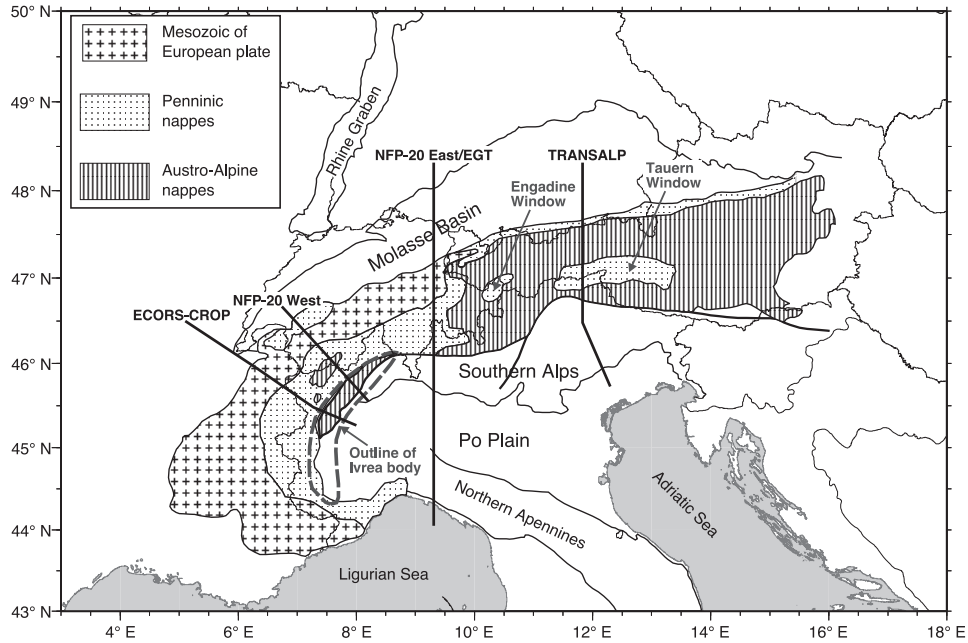 50° N
49° N
48° N
47° N
46° N
45° N
44° N
43° N
Mesozoic of
European plate
Penninic
nappes
Austro-Alpine
nappes
Rhine Graben
NFP-20 East/EGT
TRANSALP
Engadine
Window
Tauern
Window
Molasse Basin
NFP-20 West
ECORS-CROP
Southern Alps
Po Plain
Outline of
Ivrea body
Northern Apennines
Adriatic Sea
Ligurian Sea
4° E
6° E
8° E
10° E
12° E
14° E
16° E
18° E